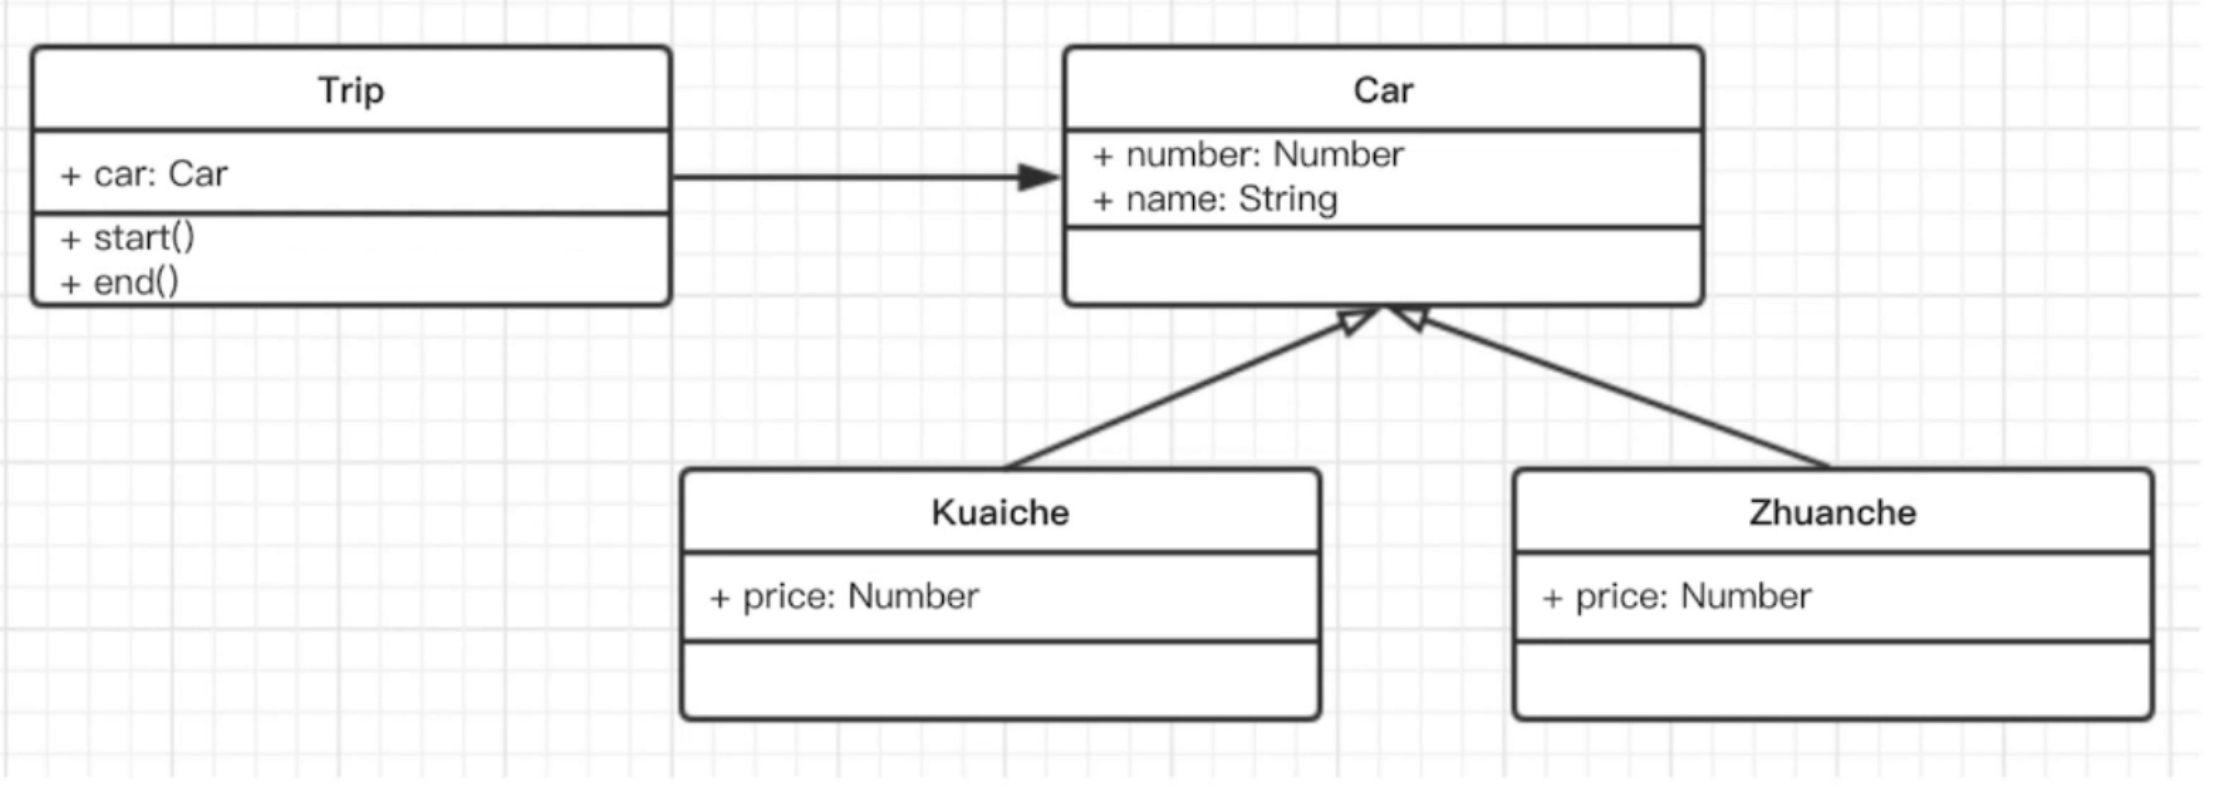 Trip
+ car: Car
+ start()
+ end()
Car
+ number: Number
+ name: String
Kuaiche
+ price: Number
Zhuanche
+ price: Number